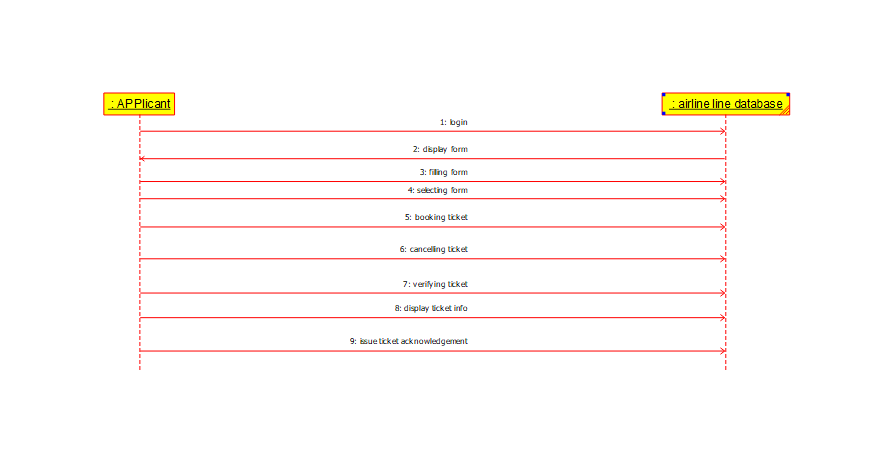 : APPlicant
: airline line database
1: login
2: display form
3: filling form
4: selecting form
5: booking ticket
6: cancelling ticket
7: verifying ticket
8: display ticket info
9: issue ticket acknowledgement